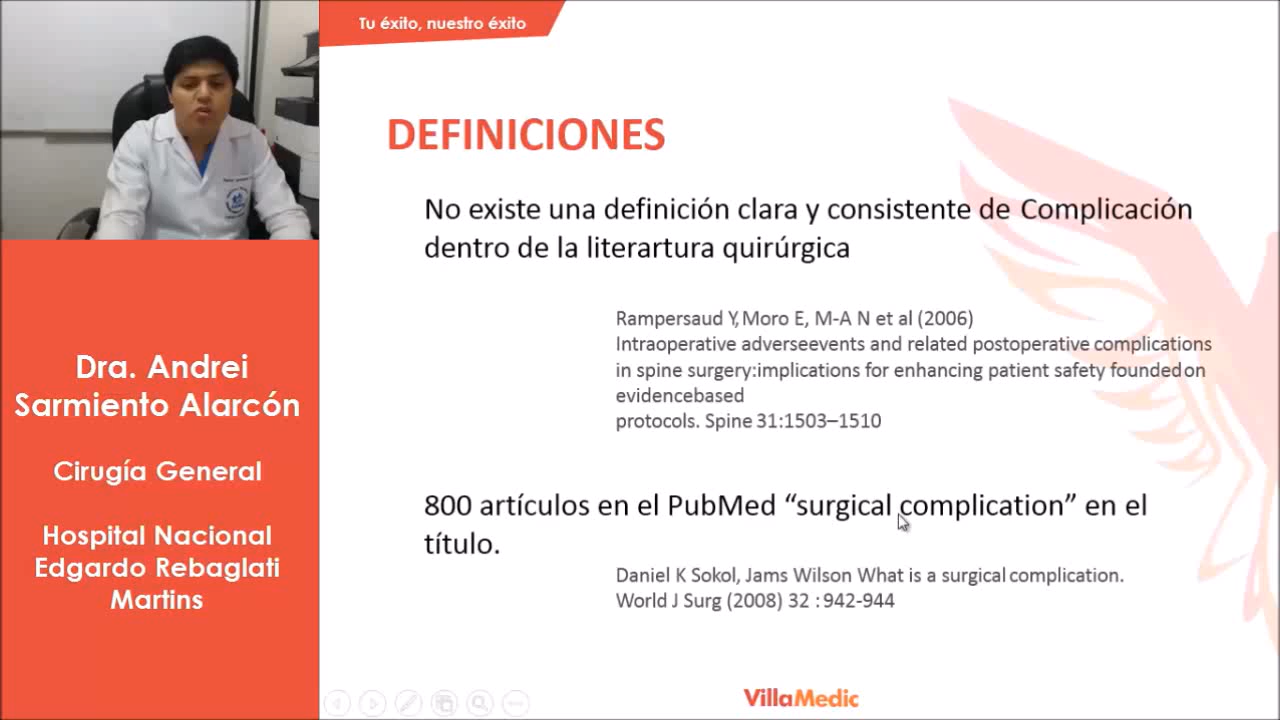 Tu éxito, nuestro éxito
DEFINICIONES
No existe una definición clara y consistente de Complicación
dentro de la literartura quirúrgica
Rampersaud Y, Moro E, M-A N et al (2006)
Intraoperative adverseevents and related postoperative complications
in spine surgery:implications for enhancing patient safety founded on
evidencebased
protocols. Spine 31:1503–1510
800 artículos en el PubMed “surgical complication” en el
título.
Daniel K Sokol, Jams Wilson What is a surgical complication.
World J Surg (2008) 32 : 942-944
Dra. Andrei
Sarmiento Alarcón
Cirugía General
Hospital Nacional
Edgardo Rebaglati
Martins
VillaMedic